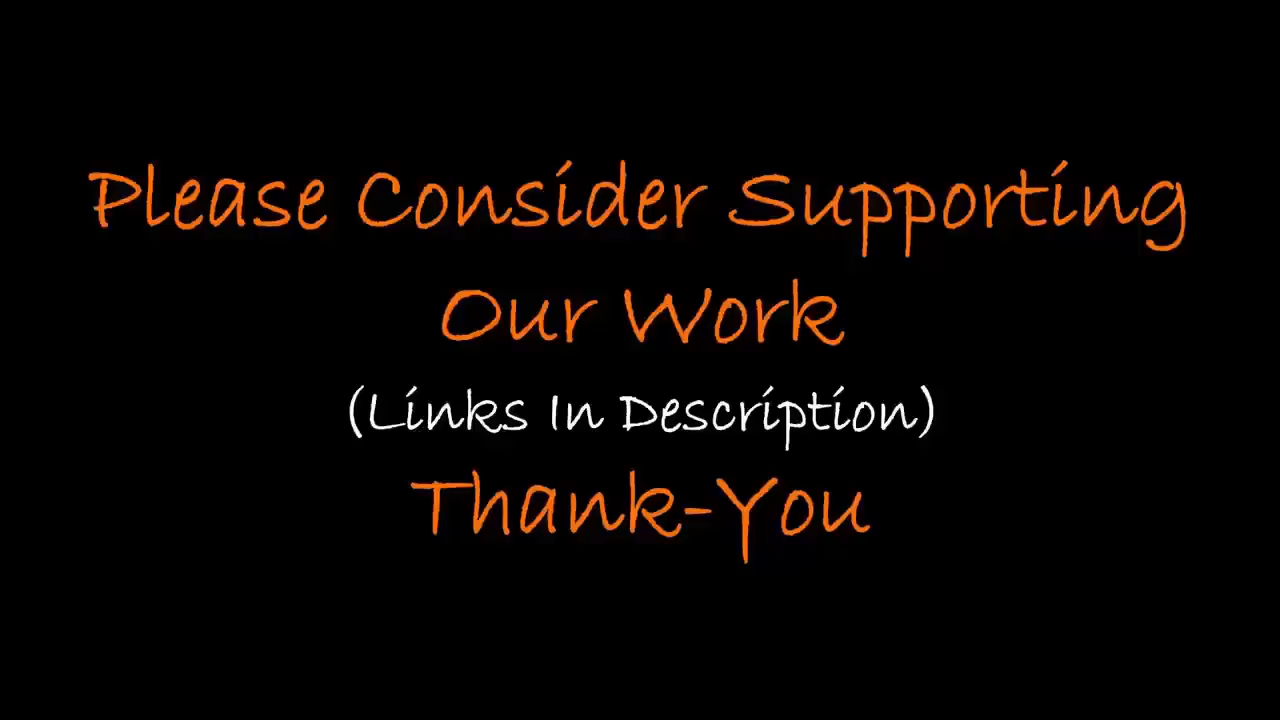 Please Consider Supporting
Our Work
(Links In Description)
Thank-You